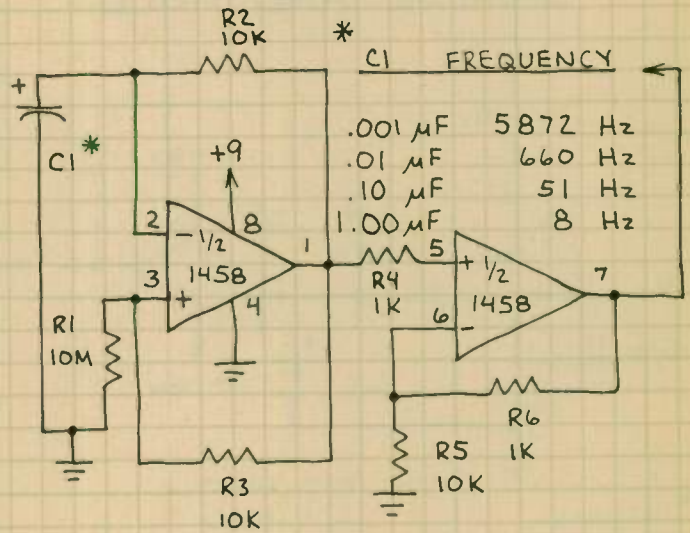 R2
10K
*
C1 FREQUENCY
.001 µF 5872 Hz
.01 µF 660 Hz
.10 µF 51 Hz
1.00 µF 8 Hz
+
C1 *
+9
2
-
8
1/2
1458
1
3
+
4
R1
10M
R3
10K
R4
1K
5
+
1/2
1458
7
6
-
R6
1K
R5
10K